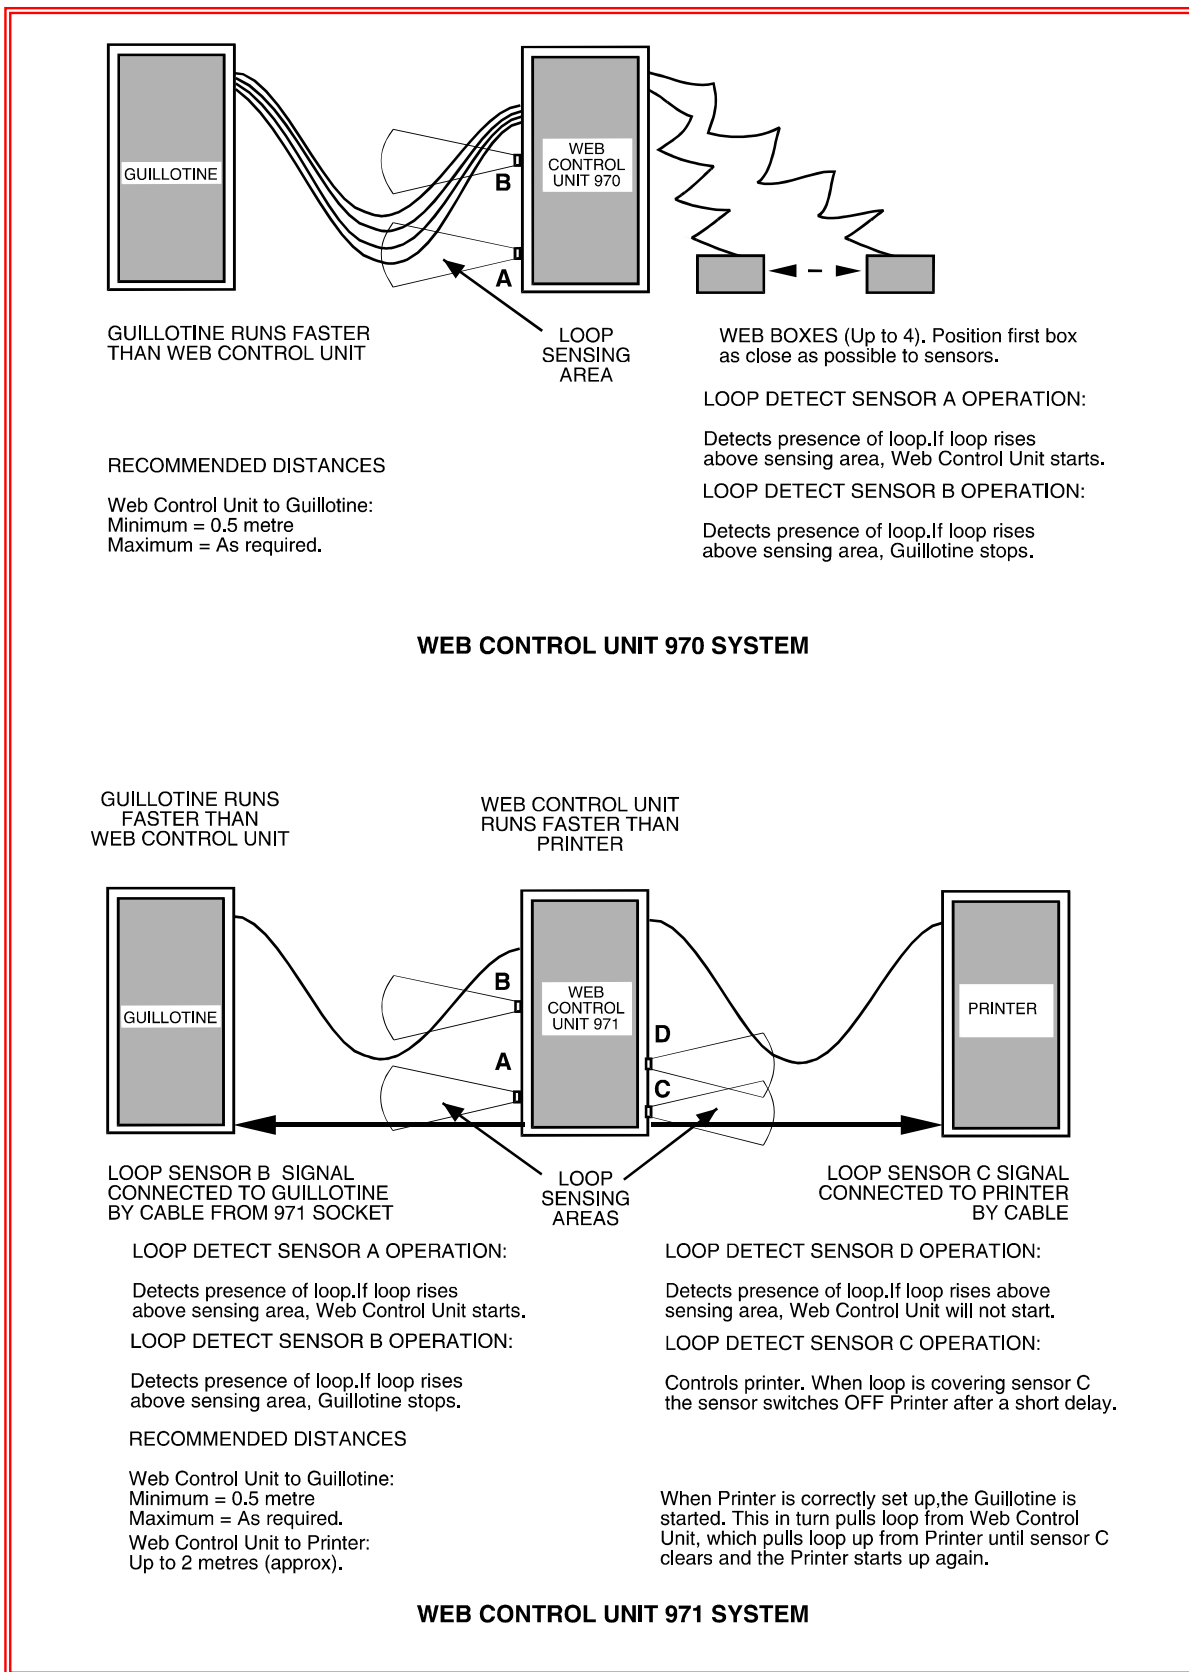 GUILLOTINE
WEB
CONTROL
UNIT 970
B
A
GUILLOTINE RUNS FASTER
THAN WEB CONTROL UNIT
LOOP
SENSING
AREA
WEB BOXES (Up to 4). Position first box
as close as possible to sensors.
LOOP DETECT SENSOR A OPERATION:
Detects presence of loop.If loop rises
above sensing area, Web Control Unit starts.
LOOP DETECT SENSOR B OPERATION:
Detects presence of loop.If loop rises
above sensing area, Guillotine stops.
RECOMMENDED DISTANCES
Web Control Unit to Guillotine:
Minimum = 0.5 metre
Maximum = As required.
WEB CONTROL UNIT 970 SYSTEM
GUILLOTINE RUNS
FASTER THAN
WEB CONTROL UNIT
WEB CONTROL UNIT
RUNS FASTER THAN
PRINTER
GUILLOTINE
B
A
WEB
CONTROL
UNIT 971
D
C
PRINTER
LOOP SENSOR B  SIGNAL
CONNECTED TO GUILLOTINE
BY CABLE FROM 971 SOCKET
LOOP
SENSING
AREAS
LOOP SENSOR C SIGNAL
CONNECTED TO PRINTER
BY CABLE
LOOP DETECT SENSOR A OPERATION:
Detects presence of loop.If loop rises
above sensing area, Web Control Unit starts.
LOOP DETECT SENSOR B OPERATION:
Detects presence of loop.If loop rises
above sensing area, Guillotine stops.
RECOMMENDED DISTANCES
Web Control Unit to Guillotine:
Minimum = 0.5 metre
Maximum = As required.
Web Control Unit to Printer:
Up to 2 metres (approx).
LOOP DETECT SENSOR D OPERATION:
Detects presence of loop.If loop rises above
sensing area, Web Control Unit will not start.
LOOP DETECT SENSOR C OPERATION:
Controls printer. When loop is covering sensor C
the sensor switches OFF Printer after a short delay.
When Printer is correctly set up,the Guillotine is
started. This in turn pulls loop from Web Control
Unit, which pulls loop up from Printer until sensor C
clears and the Printer starts up again.
WEB CONTROL UNIT 971 SYSTEM